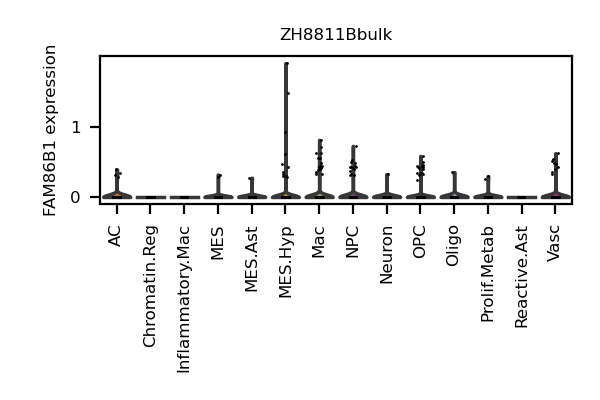 ZH8811Bbulk
FAM86B1 expression
1
0
AC
Chromatin.Reg
Inflammatory.Mac
MES
MES.Ast
MES.Hyp
Mac
NPC
Neuron
OPC
Oligo
Prolif.Metab
Reactive.Ast
Vasc